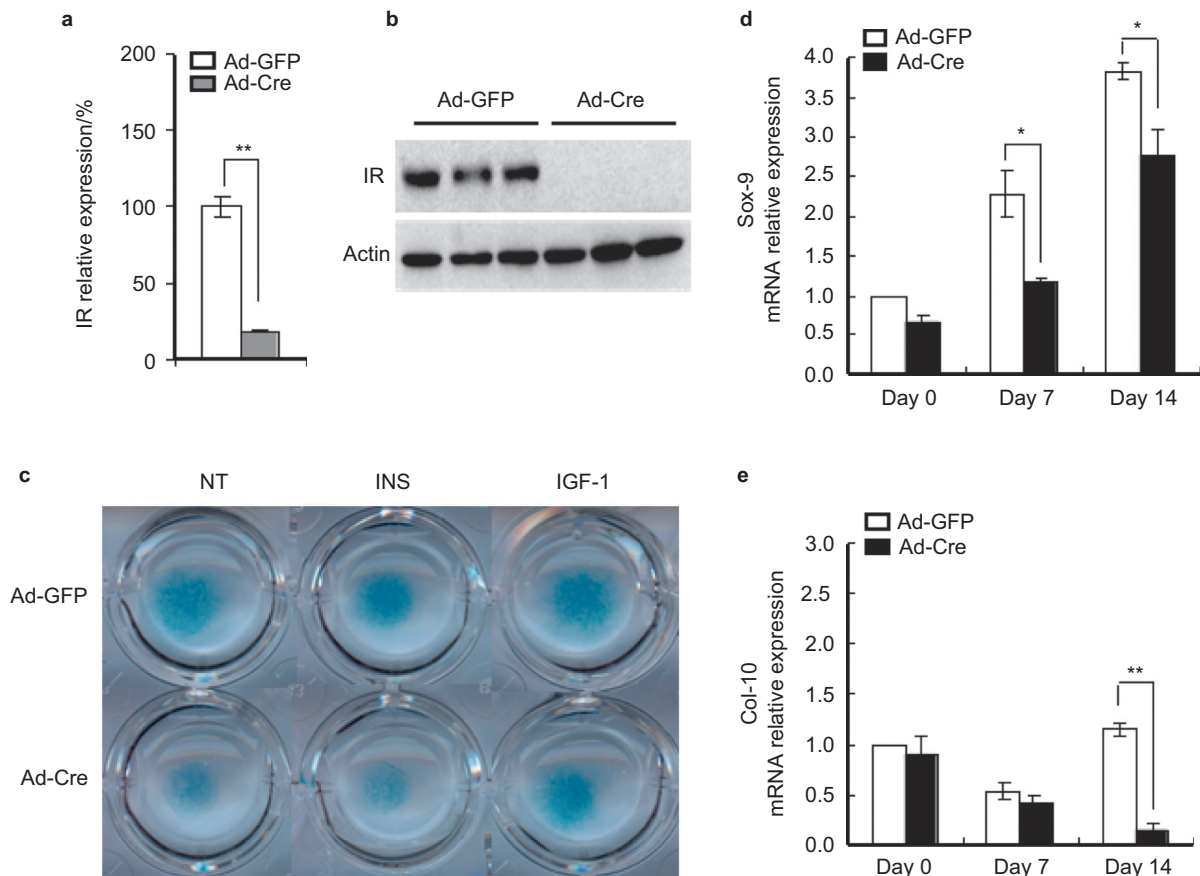 a
200
150
100
50
0
IR relative expression/%
Ad-GFP
Ad-Cre
**
b
Ad-GFP Ad-Cre
IR
Actin
c
NT INS IGF-1
Ad-GFP
Ad-Cre
d
Ad-GFP
Ad-Cre
4.0
3.5
3.0
2.5
2.0
1.5
1.0
0.5
0.0
Sox-9
mRNA relative expression
*
*
Day 0 Day 7 Day 14
e
Ad-GFP
Ad-Cre
3.0
2.5
2.0
1.5
1.0
0.5
0.0
Col-10
mRNA relative expression
**
Day 0 Day 7 Day 14